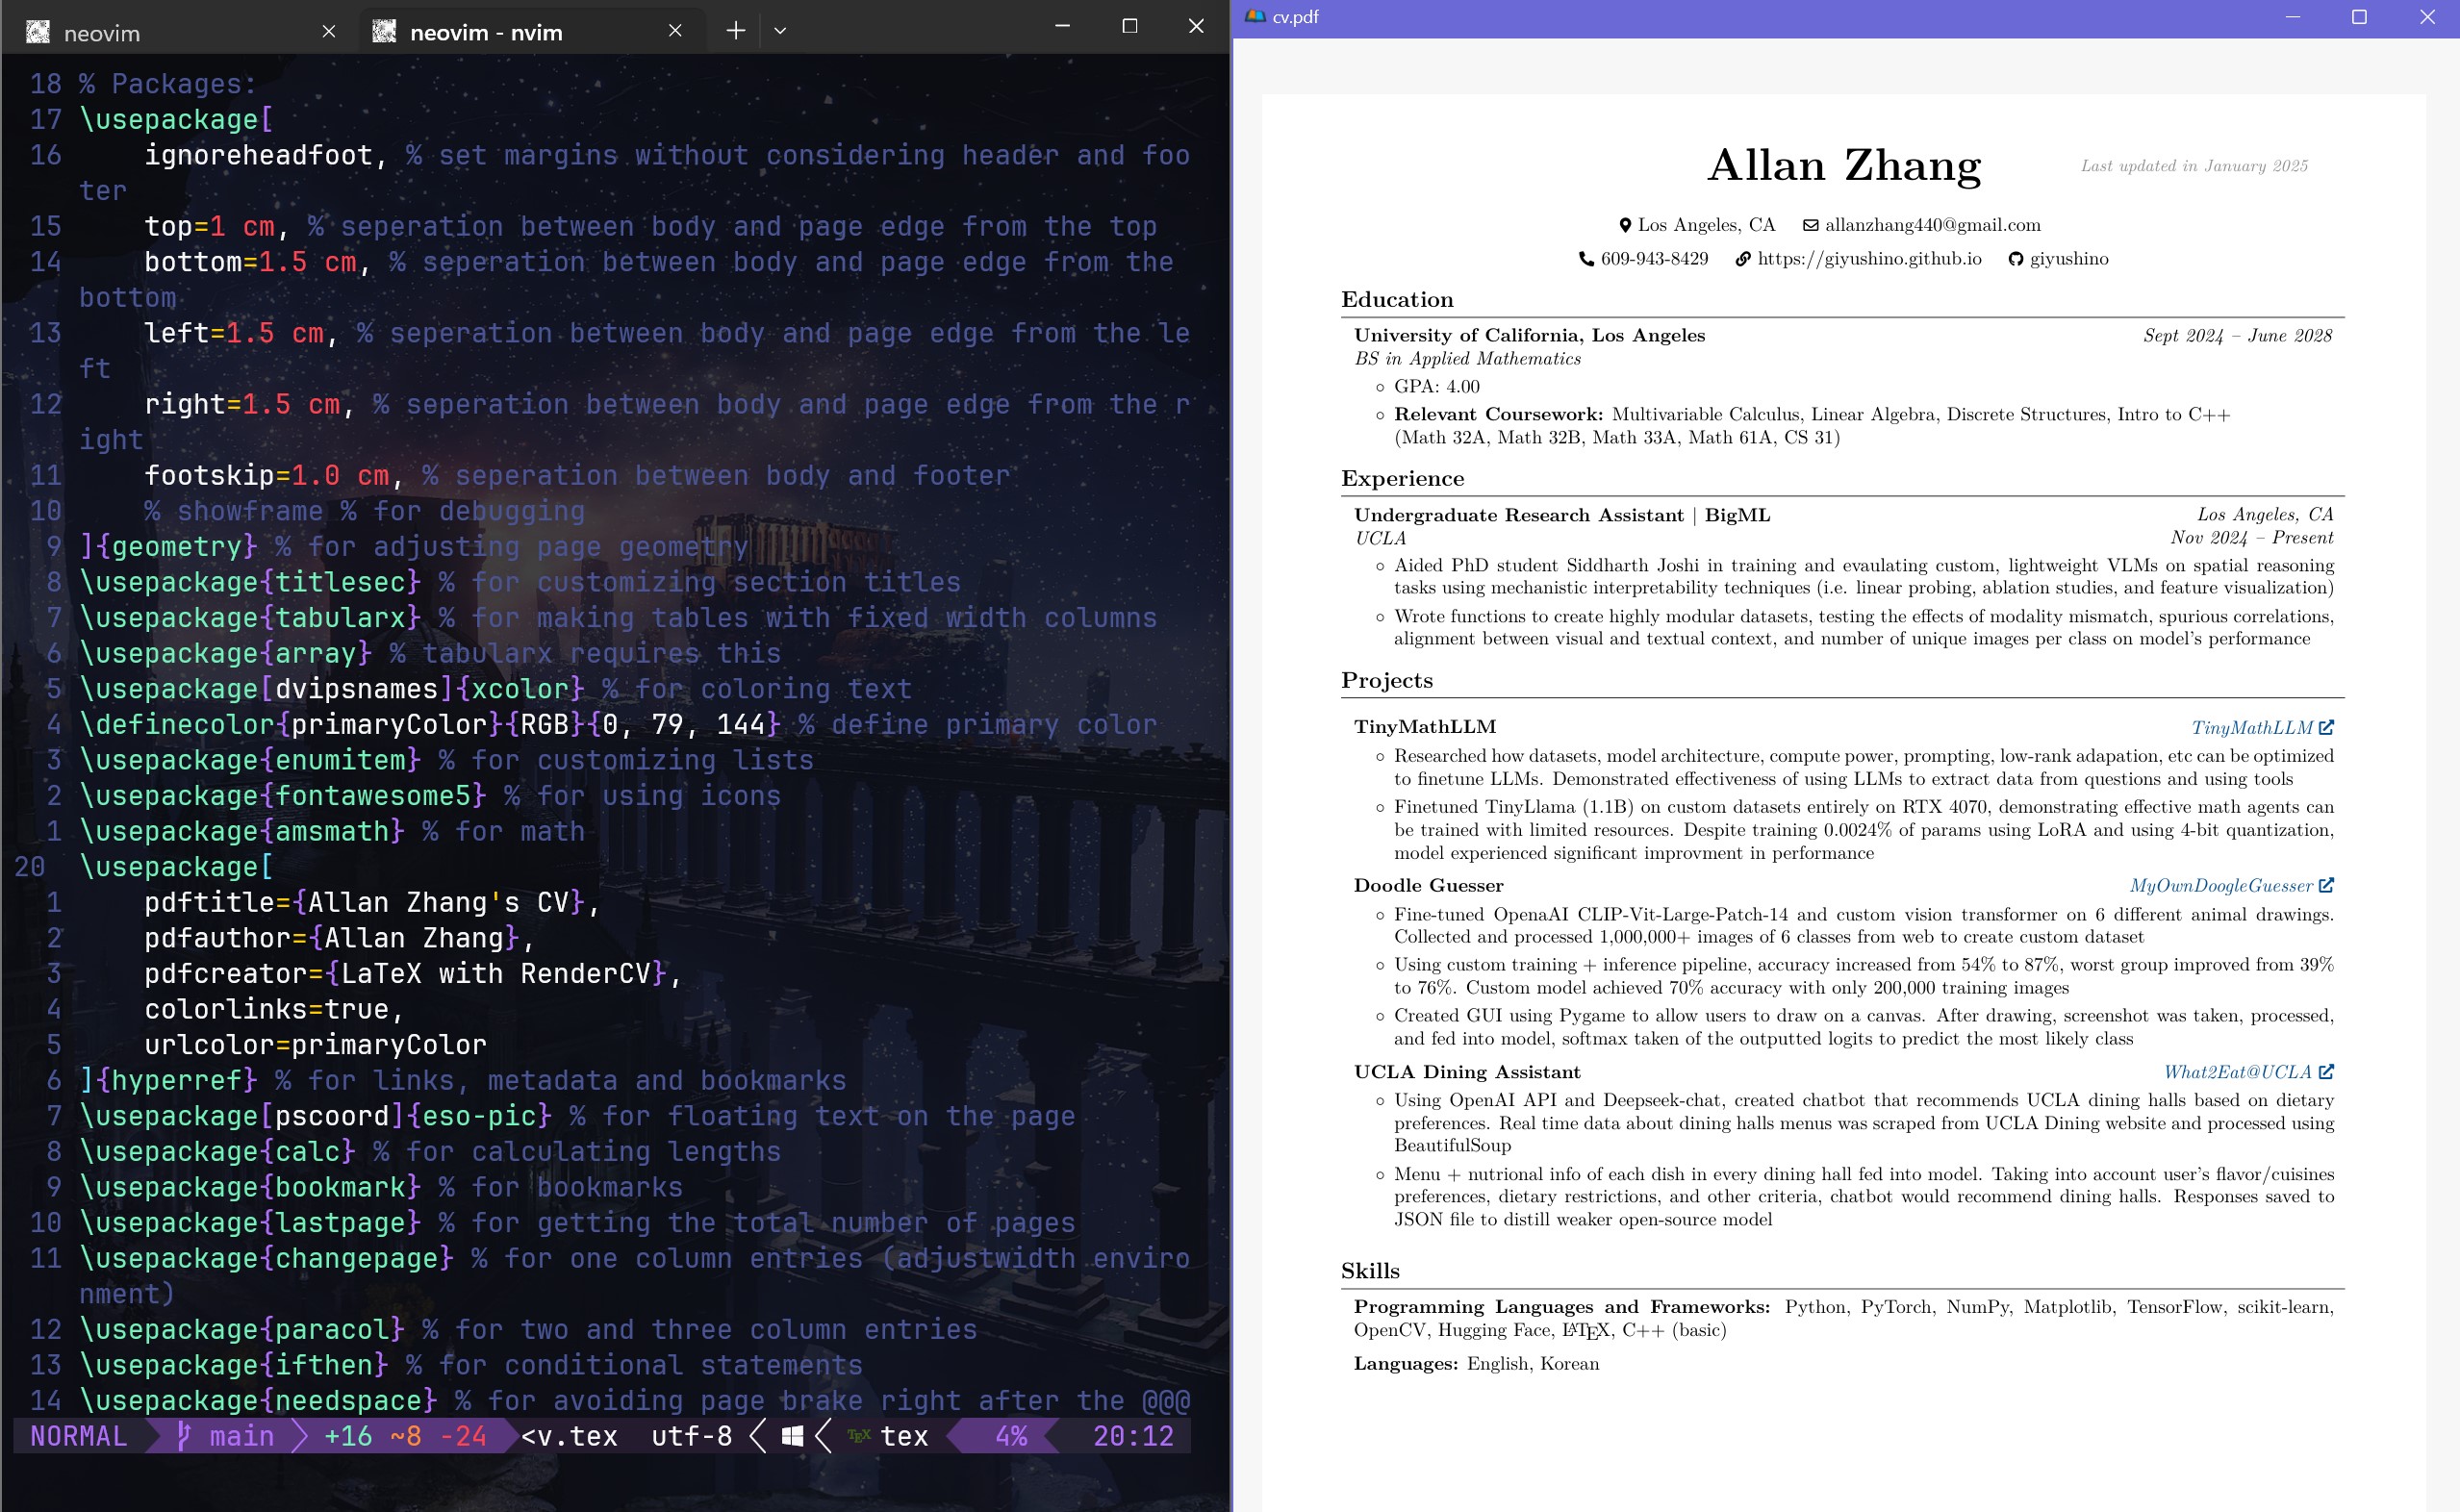 neovim
neovim - nvim
18 % Packages:
17 \usepackage[
16 ignoreheadfoot, % set margins without considering header and foo
ter
15 top=1 cm, % seperation between body and page edge from the top
14 bottom=1.5 cm, % seperation between body and page edge from the
bottom
13 left=1.5 cm, % seperation between body and page edge from the le
ft
12 right=1.5 cm, % seperation between body and page edge from the r
ight
11 footskip=1.0 cm, % seperation between body and footer
10 % showframe % for debugging
9 ]{geometry} % for adjusting page geometry
8 \usepackage{titlesec} % for customizing section titles
7 \usepackage{tabularx} % for making tables with fixed width columns
6 \usepackage{array} % tabularx requires this
5 \usepackage[dvipsnames]{xcolor} % for coloring text
4 \definecolor{primaryColor}{RGB}{0, 79, 144} % define primary color
3 \usepackage{enumitem} % for customizing lists
2 \usepackage{fontawesome5} % for using icons
1 \usepackage{amsmath} % for math
20 \usepackage[
1 pdftitle={Allan Zhang's CV},
2 pdfauthor={Allan Zhang},
3 pdfcreator={LaTeX with RenderCV},
4 colorlinks=true,
5 urlcolor=primaryColor
6 ]{hyperref} % for links, metadata and bookmarks
7 \usepackage[pscoord]{eso-pic} % for floating text on the page
8 \usepackage{calc} % for calculating lengths
9 \usepackage{bookmark} % for bookmarks
10 \usepackage{lastpage} % for getting the total number of pages
11 \usepackage{changepage} % for one column entries (adjustwidth enviro
nment)
12 \usepackage{paracol} % for two and three column entries
13 \usepackage{ifthen} % for conditional statements
14 \usepackage{needspace} % for avoiding page brake right after the @@@
NORMAL main +16 ~8 -24 <v.tex utf-8 TEX tex 4% 20:12
cv.pdf
Allan Zhang
Last updated in January 2025
Los Angeles, CA allanzhang440@gmail.com
609-943-8429 https://giyushino.github.io giyushino
Education
University of California, Los Angeles Sept 2024 – June 2028
BS in Applied Mathematics
◦ GPA: 4.00
◦ Relevant Coursework: Multivariable Calculus, Linear Algebra, Discrete Structures, Intro to C++
(Math 32A, Math 32B, Math 33A, Math 61A, CS 31)
Experience
Undergraduate Research Assistant | BigML Los Angeles, CA
UCLA Nov 2024 – Present
◦ Aided PhD student Siddharth Joshi in training and evaulating custom, lightweight VLMs on spatial reasoning
tasks using mechanistic interpretability techniques (i.e. linear probing, ablation studies, and feature visualization)
◦ Wrote functions to create highly modular datasets, testing the effects of modality mismatch, spurious correlations,
alignment between visual and textual context, and number of unique images per class on model's performance
Projects
TinyMathLLM TinyMathLLM
◦ Researched how datasets, model architecture, compute power, prompting, low-rank adapation, etc can be optimized
to finetune LLMs. Demonstrated effectiveness of using LLMs to extract data from questions and using tools
◦ Finetuned TinyLlama (1.1B) on custom datasets entirely on RTX 4070, demonstrating effective math agents can
be trained with limited resources. Despite training 0.0024% of params using LoRA and using 4-bit quantization,
model experienced significant improvment in performance
Doodle Guesser MyOwnDoogleGuesser
◦ Fine-tuned OpenaAI CLIP-Vit-Large-Patch-14 and custom vision transformer on 6 different animal drawings.
Collected and processed 1,000,000+ images of 6 classes from web to create custom dataset
◦ Using custom training + inference pipeline, accuracy increased from 54% to 87%, worst group improved from 39%
to 76%. Custom model achieved 70% accuracy with only 200,000 training images
◦ Created GUI using Pygame to allow users to draw on a canvas. After drawing, screenshot was taken, processed,
and fed into model, softmax taken of the outputted logits to predict the most likely class
UCLA Dining Assistant What2Eat@UCLA
◦ Using OpenAI API and Deepseek-chat, created chatbot that recommends UCLA dining halls based on dietary
preferences. Real time data about dining halls menus was scraped from UCLA Dining website and processed using
BeautifulSoup
◦ Menu + nutrional info of each dish in every dining hall fed into model. Taking into account user's flavor/cuisines
preferences, dietary restrictions, and other criteria, chatbot would recommend dining halls. Responses saved to
JSON file to distill weaker open-source model
Skills
Programming Languages and Frameworks: Python, PyTorch, NumPy, Matplotlib, TensorFlow, scikit-learn,
OpenCV, Hugging Face, LATEX, C++ (basic)
Languages: English, Korean